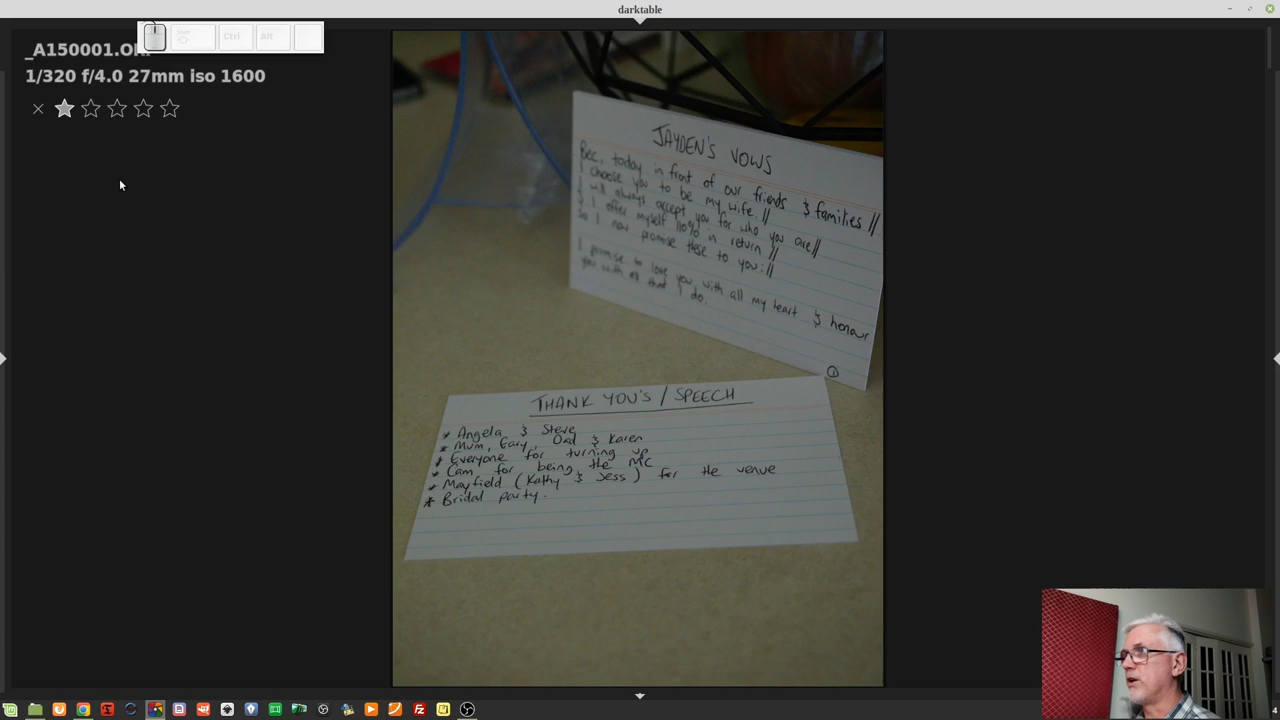 darktable
_A150001.OR
Ctrl
Alt
1/320 f/4.0 27mm iso 1600
JAYDEN'S VOWS
Bec, today in front of our friends & families //
I choose you to be my wife //
I will always accept you for who you are //
& I offer myself 110% in return //
So I now promise these to you: //
I promise to love you with all my heart & honour
you with all that I do.
1
THANK YOU'S / SPEECH
* Angela & Steve
* Mum, Gary, Dad & Karen
* Everyone for turning up
* Cam for being the MC
* Mayfield (Kathy & Jess) for the venue
* Bridal party.
4